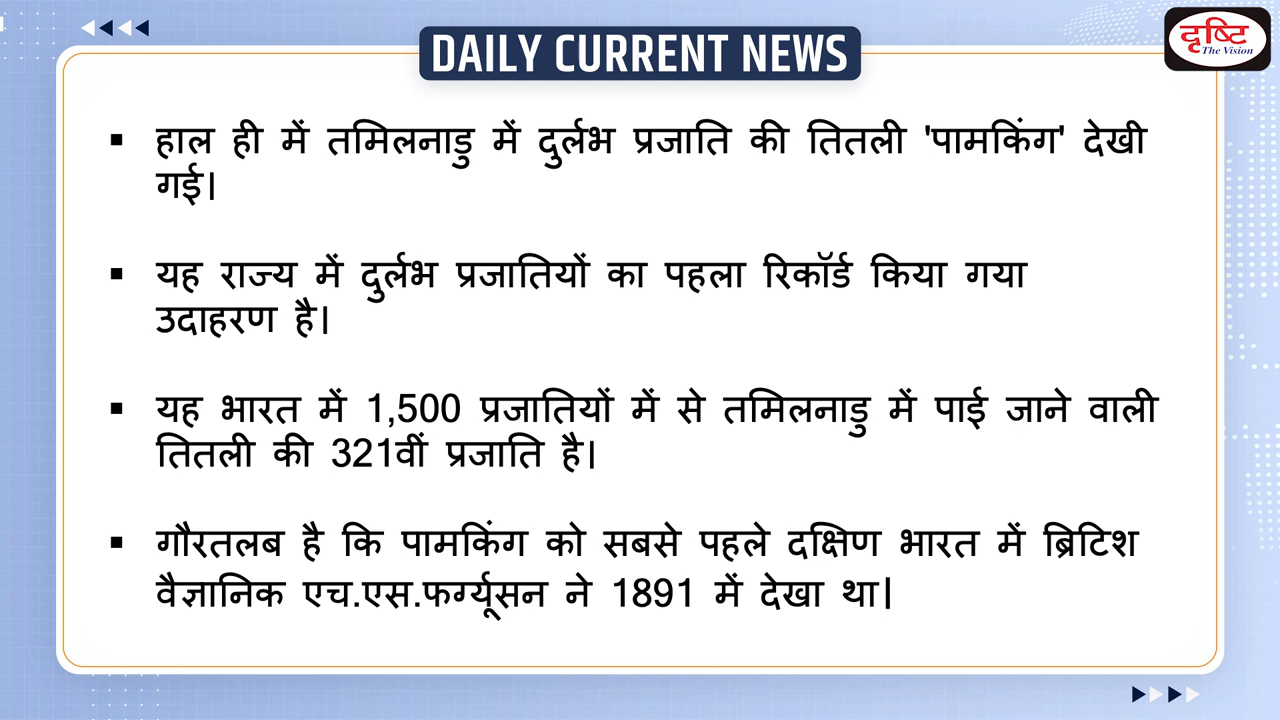 DAILY CURRENT NEWS
दृष्टि
The Vision
▪ हाल ही में तमिलनाडु में दुर्लभ प्रजाति की तितली 'पामकिंग' देखी
गई।
▪ यह राज्य में दुर्लभ प्रजातियों का पहला रिकॉर्ड किया गया
उदाहरण है।
▪ यह भारत में 1,500 प्रजातियों में से तमिलनाडु में पाई जाने वाली
तितली की 321वीं प्रजाति है।
▪ गौरतलब है कि पामकिंग को सबसे पहले दक्षिण भारत में ब्रिटिश
वैज्ञानिक एच.एस.फर्ग्यूसन ने 1891 में देखा था।